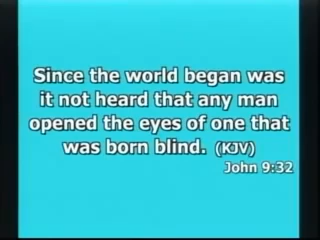 Since the world began was
it not heard that any man
opened the eyes of one that
was born blind. (KJV)
John 9:32